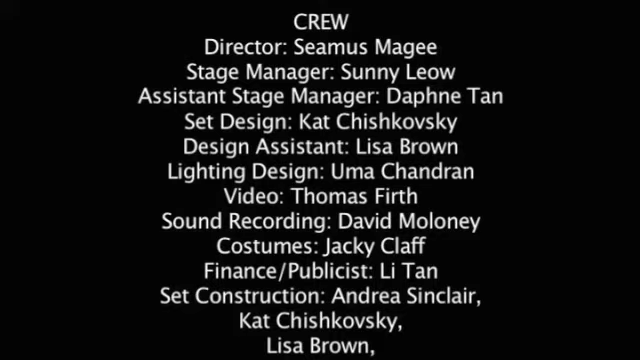 CREW
Director: Seamus Magee
Stage Manager: Sunny Leow
Assistant Stage Manager: Daphne Tan
Set Design: Kat Chishkovsky
Design Assistant: Lisa Brown
Lighting Design: Uma Chandran
Video: Thomas Firth
Sound Recording: David Moloney
Costumes: Jacky Claff
Finance/Publicist: Li Tan
Set Construction: Andrea Sinclair,
Kat Chishkovsky,
Lisa Brown,